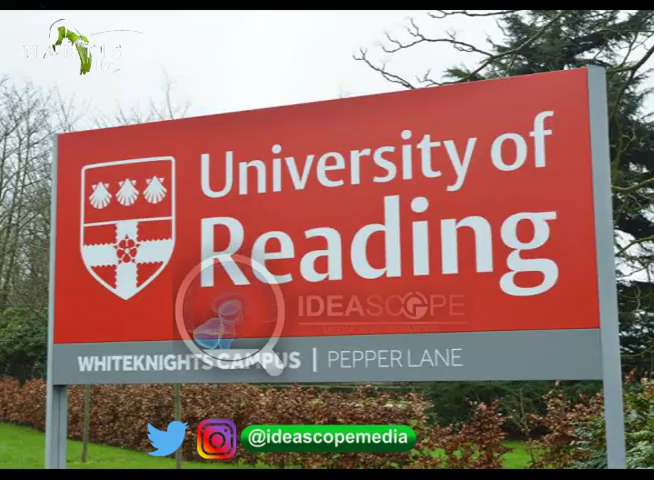 University of
Reading
IDEASCOPE
WHITEKNIGHTS CAMPUS | PEPPER LANE
@ideascopemedia